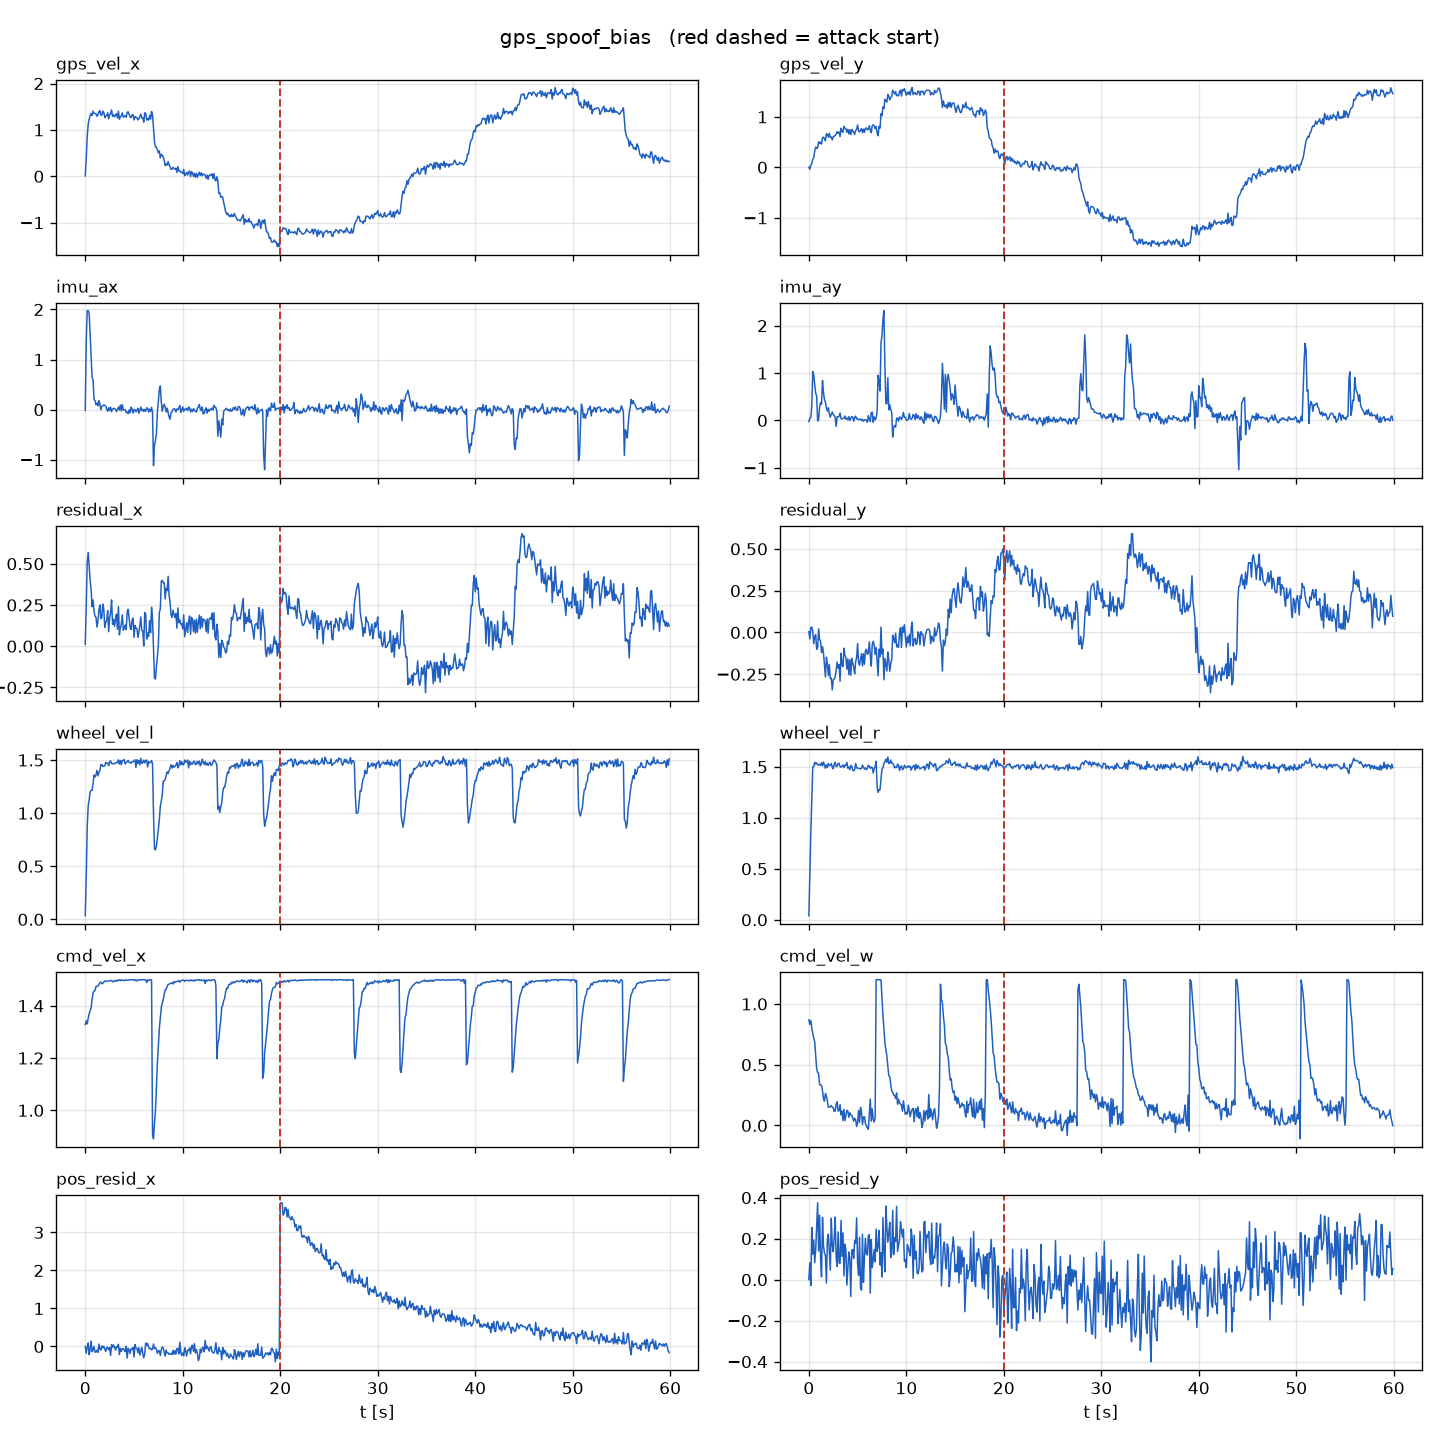 gps_spoof_bias   (red dashed = attack start)
gps_vel_x
2
1
0
−1
gps_vel_y
1
0
−1
imu_ax
2
1
0
−1
imu_ay
2
1
0
−1
residual_x
0.50
0.25
0.00
−0.25
residual_y
0.50
0.25
0.00
−0.25
wheel_vel_l
1.5
1.0
0.5
0.0
wheel_vel_r
1.5
1.0
0.5
0.0
cmd_vel_x
1.4
1.2
1.0
cmd_vel_w
1.0
0.5
0.0
pos_resid_x
3
2
1
0
0 10 20 30 40 50 60
t [s]
pos_resid_y
0.4
0.2
0.0
−0.2
−0.4
0 10 20 30 40 50 60
t [s]